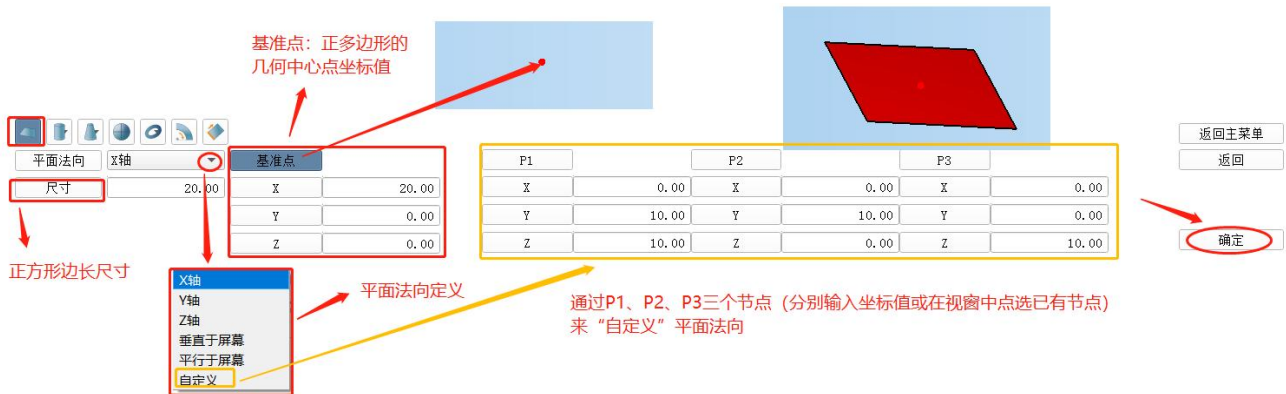 基准点：正多边形的
几何中心点坐标值
返回主菜单
平面法向 X轴 基准点 P1 P2 P3 返回
尺寸 20.00 X 20.00 X 0.00 X 0.00 X 0.00
Y 0.00 Y 10.00 Y 10.00 Y 0.00
Z 0.00 Z 10.00 Z 0.00 Z 10.00 确定
正方形边长尺寸
X轴
Y轴
Z轴
垂直于屏幕
平行于屏幕
自定义
平面法向定义
通过P1、P2、P3三个节点（分别输入坐标值或在视窗中点选已有节点）
来“自定义”平面法向